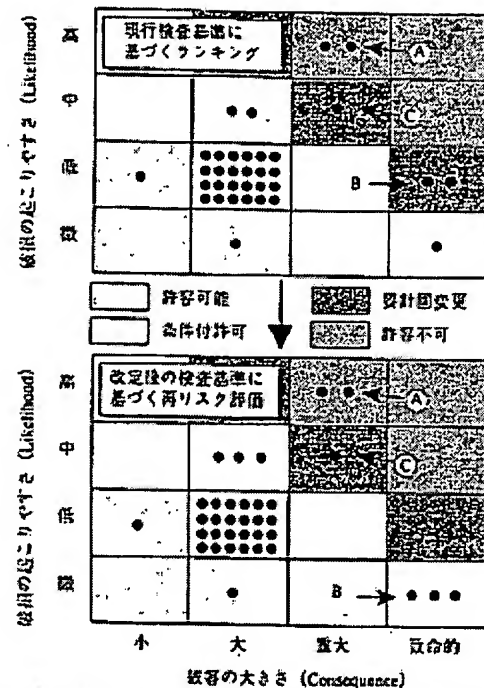 破損の起こりやすさ (Likelihood)
高
中
低
微
現行検査基準に
基づくランキング
A
C
B
許容可能
要計画変更
条件付許可
許容不可
破損の起こりやすさ (Likelihood)
高
中
低
微
改定後の検査基準に
基づく再リスク評価
A
C
B
小
大
重大
致命的
被害の大きさ (Consequence)